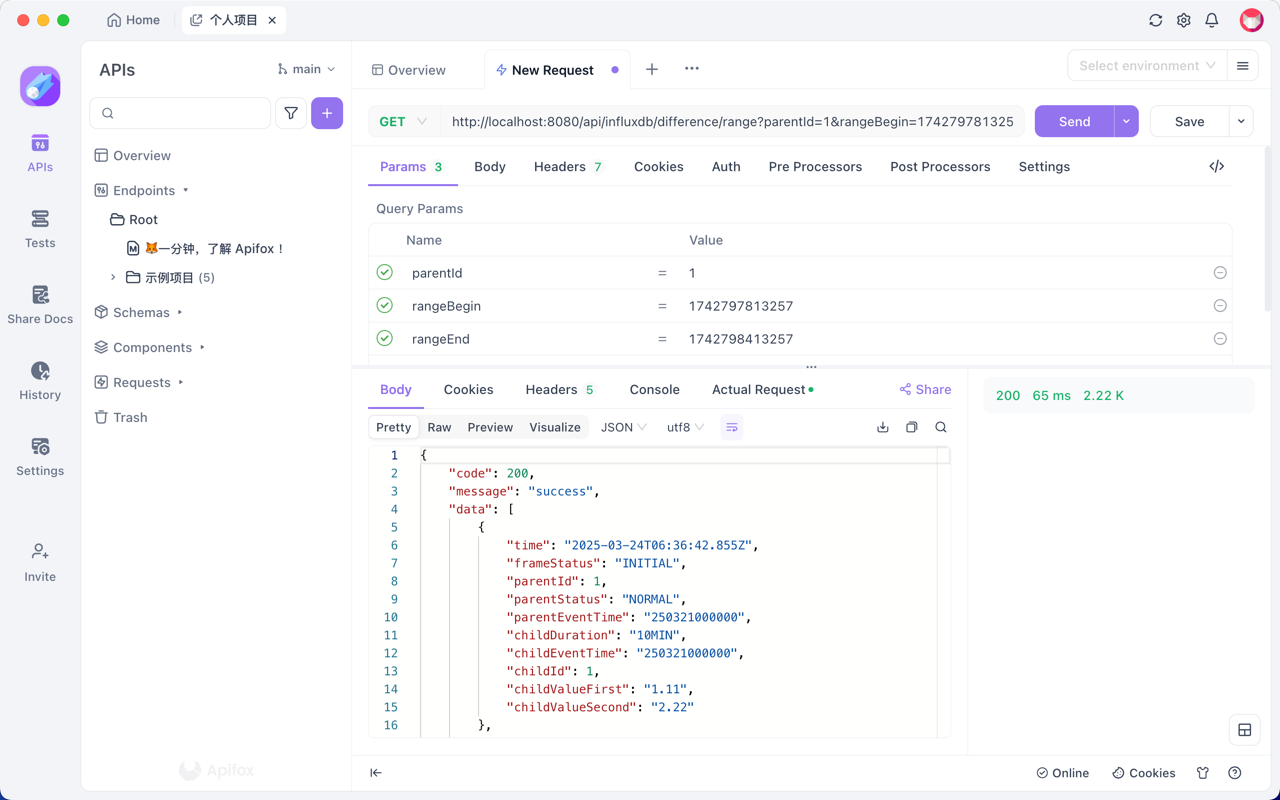 Home
个人项目
APIs
Tests
Share Docs
History
Settings
Invite
APIs
main
Overview
Endpoints
Root
🦊一分钟，了解 Apifox！
示例项目 (5)
Schemas
Components
Requests
Trash
Apifox
Overview
New Request
Select environment
GET
http://localhost:8080/api/influxdb/difference/range?parentId=1&rangeBegin=174279781325
Send
Save
Params 3
Body
Headers 7
Cookies
Auth
Pre Processors
Post Processors
Settings
Query Params
Name Value
parentId = 1
rangeBegin = 1742797813257
rangeEnd = 1742798413257
Body
Cookies
Headers 5
Console
Actual Request
Share
200 65 ms 2.22 K
Pretty
Raw
Preview
Visualize
JSON
utf8
1 {
2 "code": 200,
3 "message": "success",
4 "data": [
5 {
6 "time": "2025-03-24T06:36:42.855Z",
7 "frameStatus": "INITIAL",
8 "parentId": 1,
9 "parentStatus": "NORMAL",
10 "parentEventTime": "250321000000",
11 "childDuration": "10MIN",
12 "childEventTime": "250321000000",
13 "childId": 1,
14 "childValueFirst": "1.11",
15 "childValueSecond": "2.22"
16 },
Online
Cookies